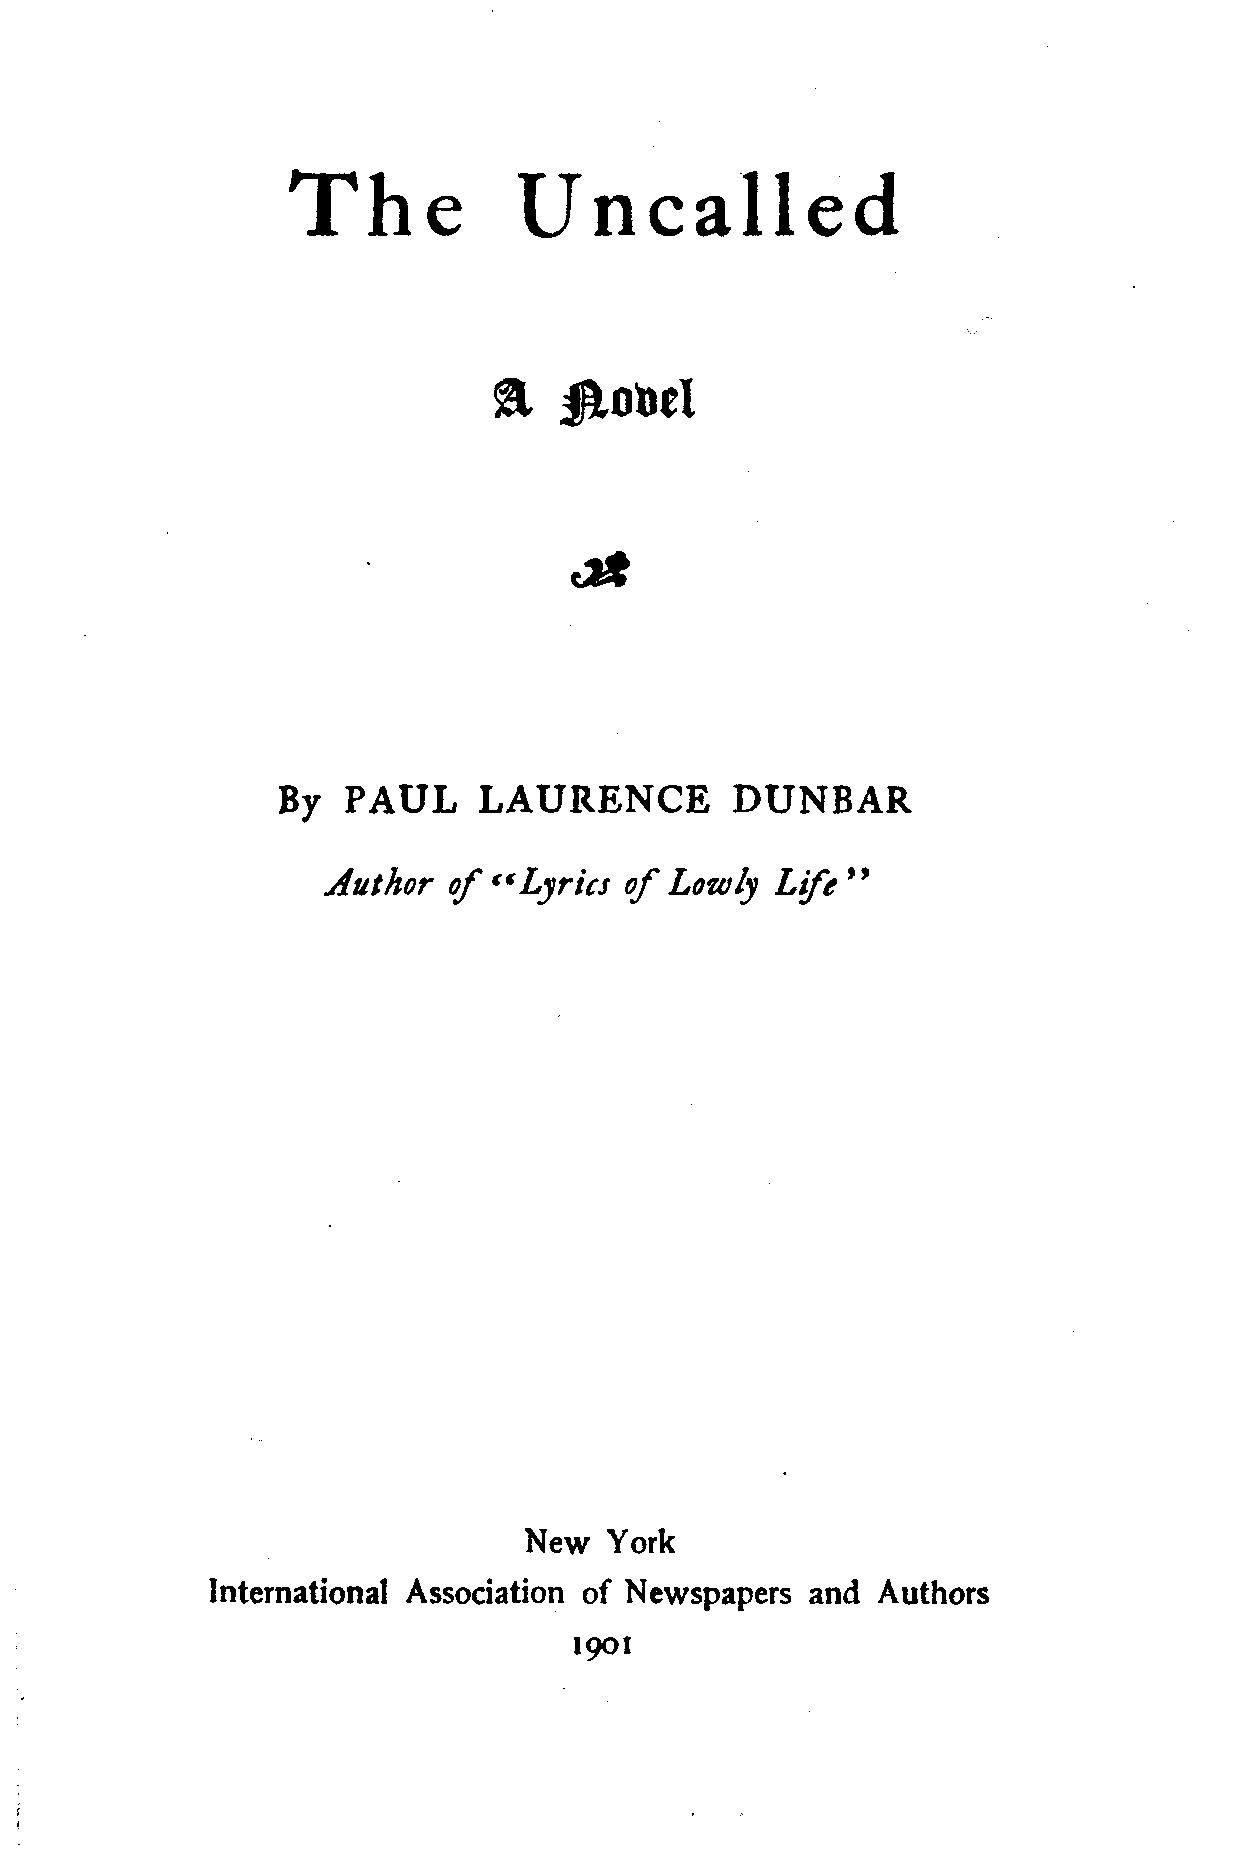 The Uncalled
A Novel
By PAUL LAURENCE DUNBAR
Author of “Lyrics of Lowly Life”
New York
International Association of Newspapers and Authors
1901